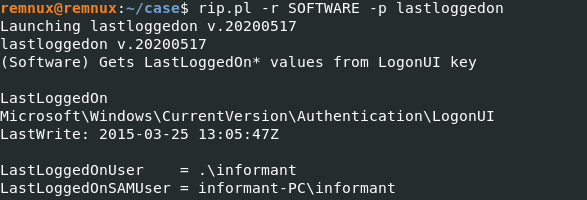 remnux@remnux:~/case$ rip.pl -r SOFTWARE -p lastloggedon
Launching lastloggedon v.20200517
lastloggedon v.20200517
(Software) Gets LastLoggedOn* values from LogonUI key

LastLoggedOn
Microsoft\Windows\CurrentVersion\Authentication\LogonUI
LastWrite: 2015-03-25 13:05:47Z

LastLoggedOnUser    = .\informant
LastLoggedOnSAMUser = informant-PC\informant